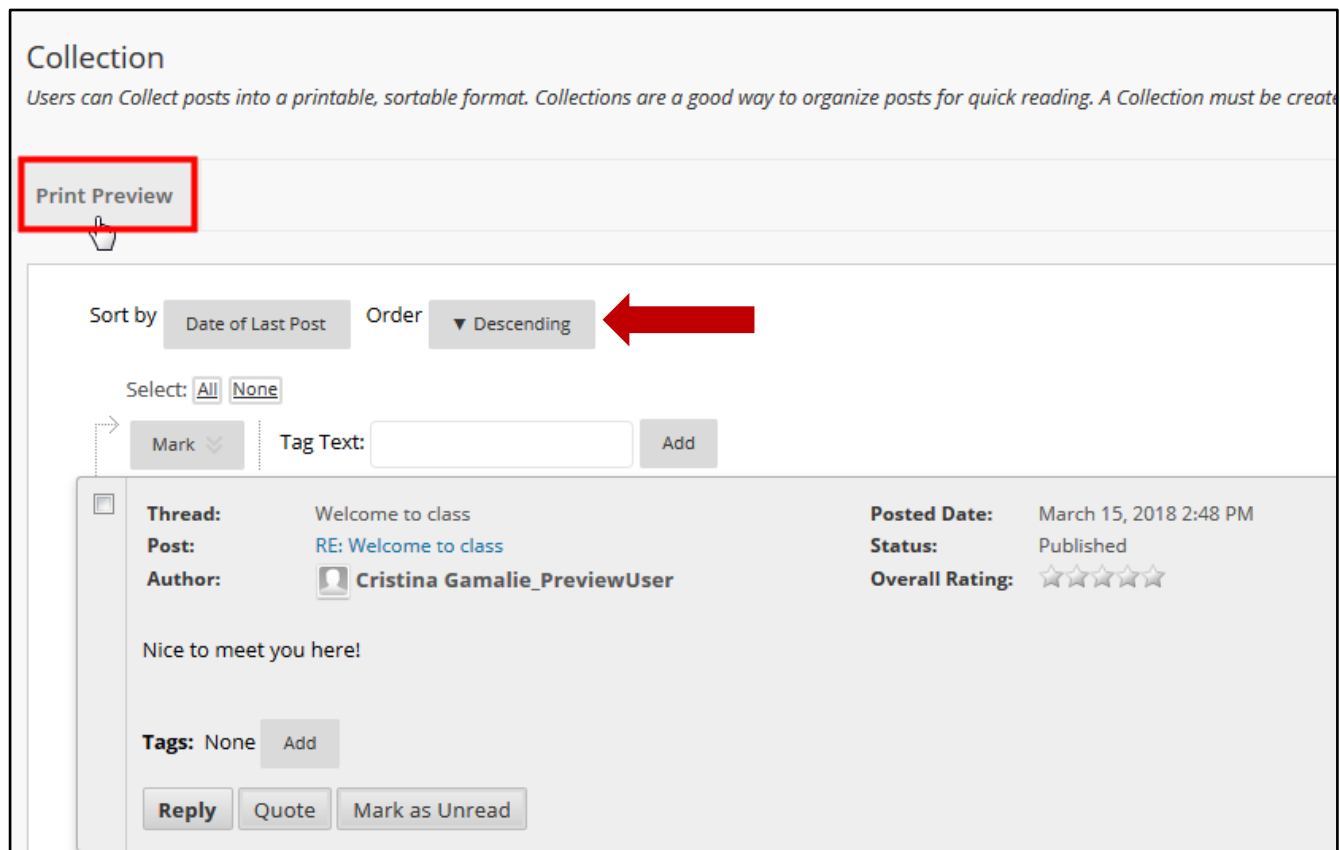 Collection
Users can Collect posts into a printable, sortable format. Collections are a good way to organize posts for quick reading. A Collection must be create
Print Preview
Sort by Date of Last Post Order ▼ Descending
Select: All None
Mark Tag Text: Add
Thread: Welcome to class Posted Date: March 15, 2018 2:48 PM
Post: RE: Welcome to class Status: Published
Author: Cristina Gamalie_PreviewUser Overall Rating:
Nice to meet you here!
Tags: None Add
Reply Quote Mark as Unread